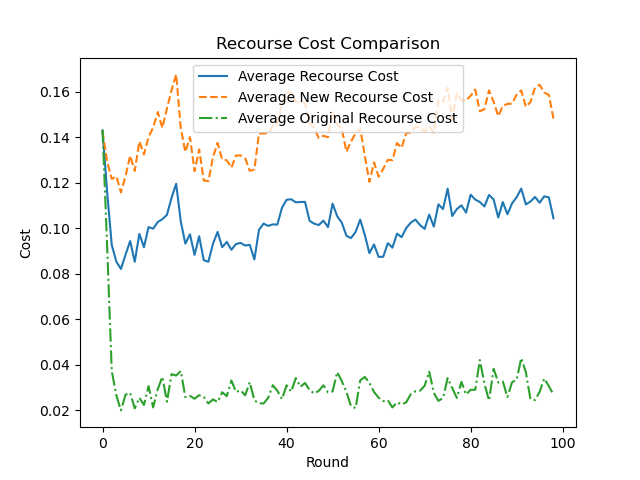 Recourse Cost Comparison
Average Recourse Cost
Average New Recourse Cost
Average Original Recourse Cost
Cost
0.16
0.14
0.12
0.10
0.08
0.06
0.04
0.02
0 20 40 60 80 100
Round